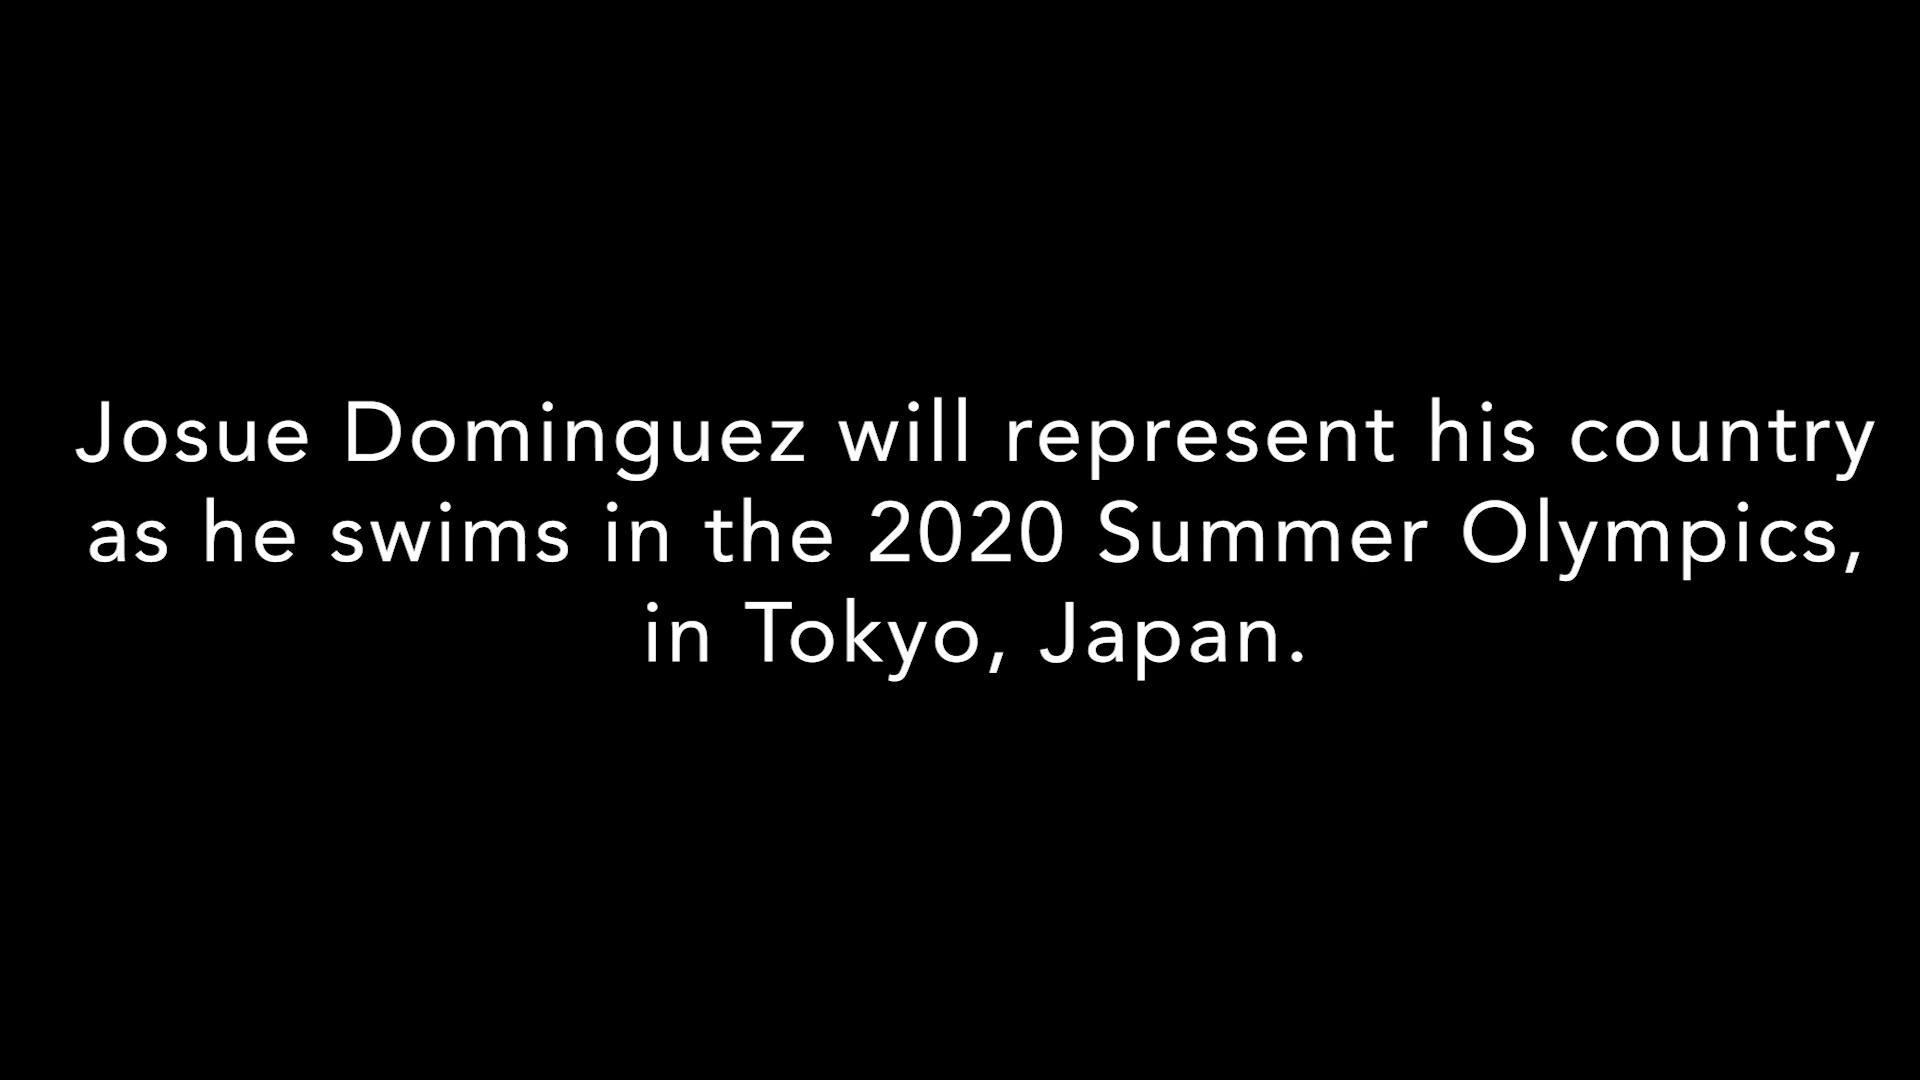 Josue Dominguez will represent his country
as he swims in the 2020 Summer Olympics,
in Tokyo, Japan.